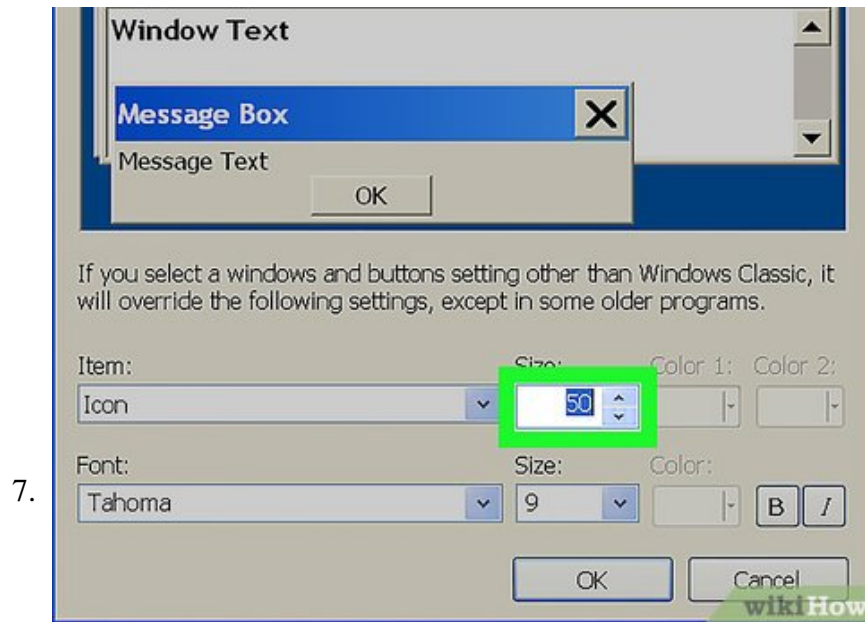 Window Text
Message Box
Message Text
OK
If you select a windows and buttons setting other than Windows Classic, it
will override the following settings, except in some older programs.
Item: Size: Color 1: Color 2:
Icon 50
Font: Size: Color:
7.
Tahoma 9 B I
OK Cancel
wikiHow